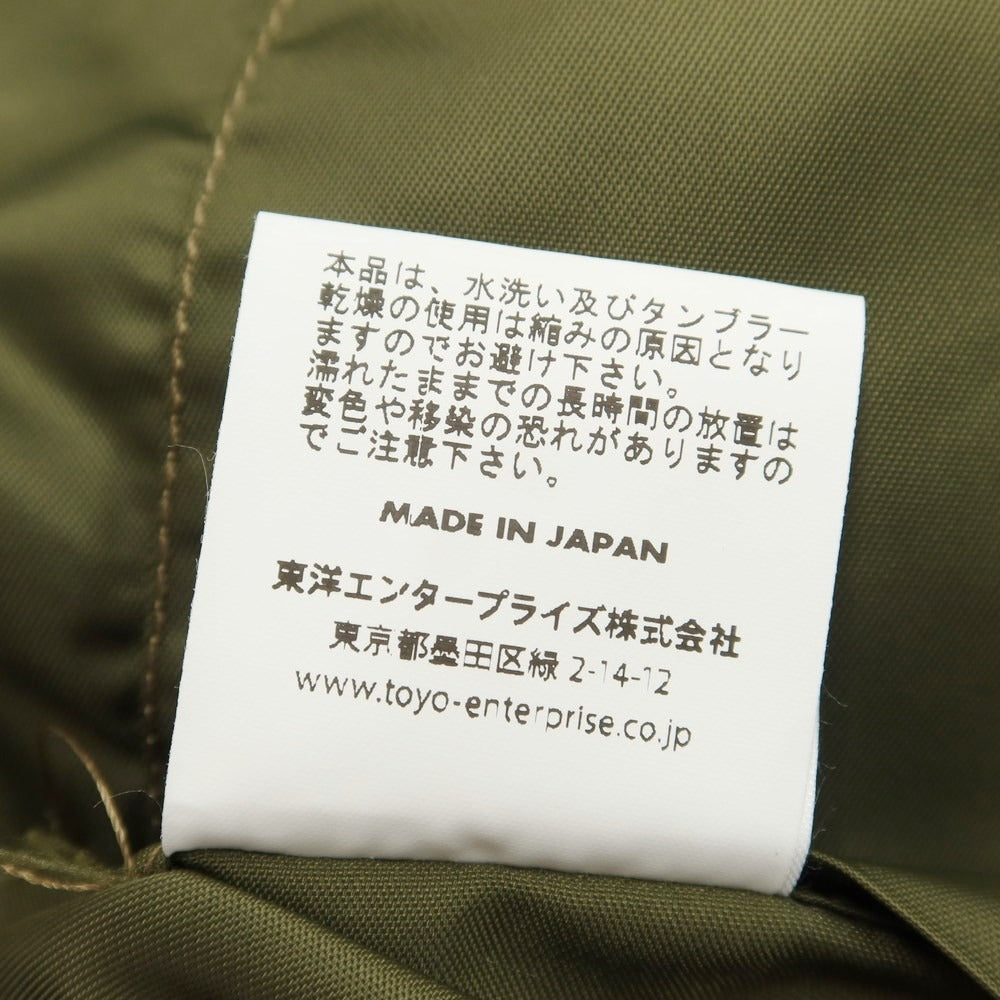 本品は、水洗い及びタンブラー
乾燥の使用は縮みの原因となり
ますのでお避け下さい。
濡れたままでの長時間の放置は
変色や移染の恐れがありますの
でご注意下さい。
MADE IN JAPAN
東洋エンタープライズ株式会社
東京都墨田区緑 2-14-12
www.toyo-enterprise.co.jp